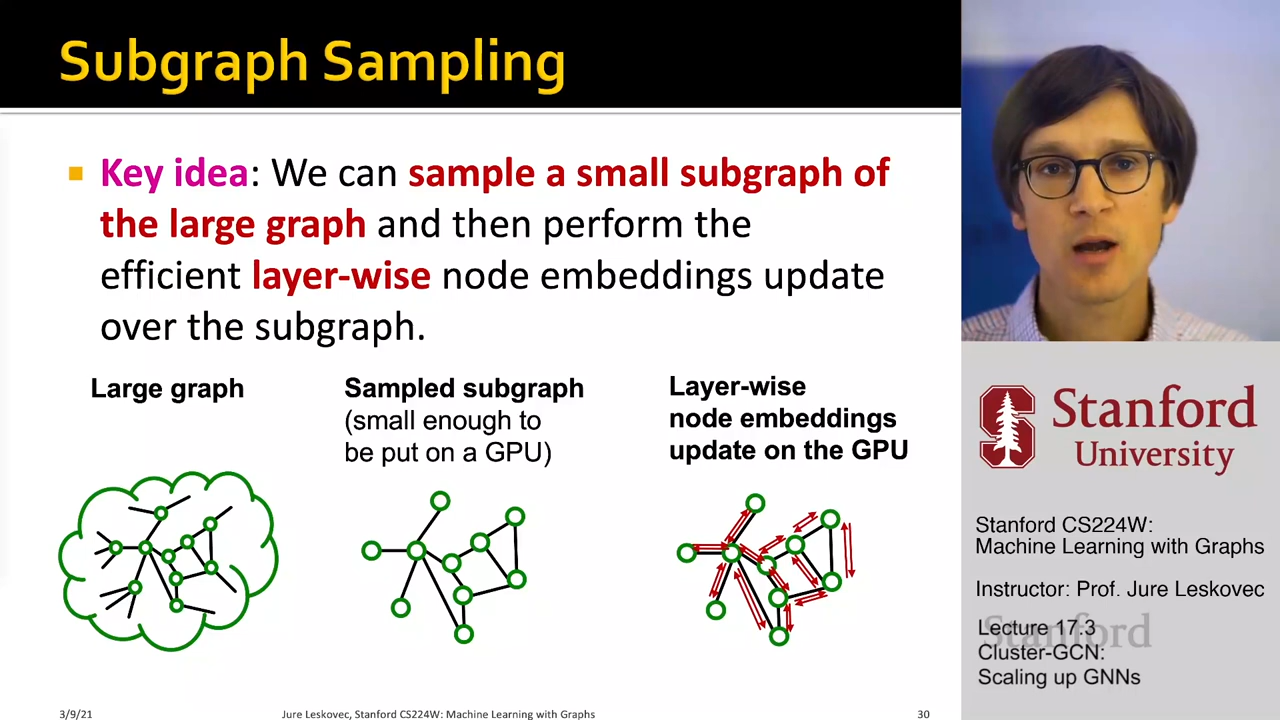 Subgraph Sampling
Key idea: We can sample a small subgraph of
the large graph and then perform the
efficient layer-wise node embeddings update
over the subgraph.
Large graph
Sampled subgraph
(small enough to
be put on a GPU)
Layer-wise
node embeddings
update on the GPU
3/9/21
Jure Leskovec, Stanford CS224W: Machine Learning with Graphs
30
Stanford
University
Stanford CS224W:
Machine Learning with Graphs
Instructor: Prof. Jure Leskovec
Stanford
Lecture 17.3
Cluster-GCN:
Scaling up GNNs